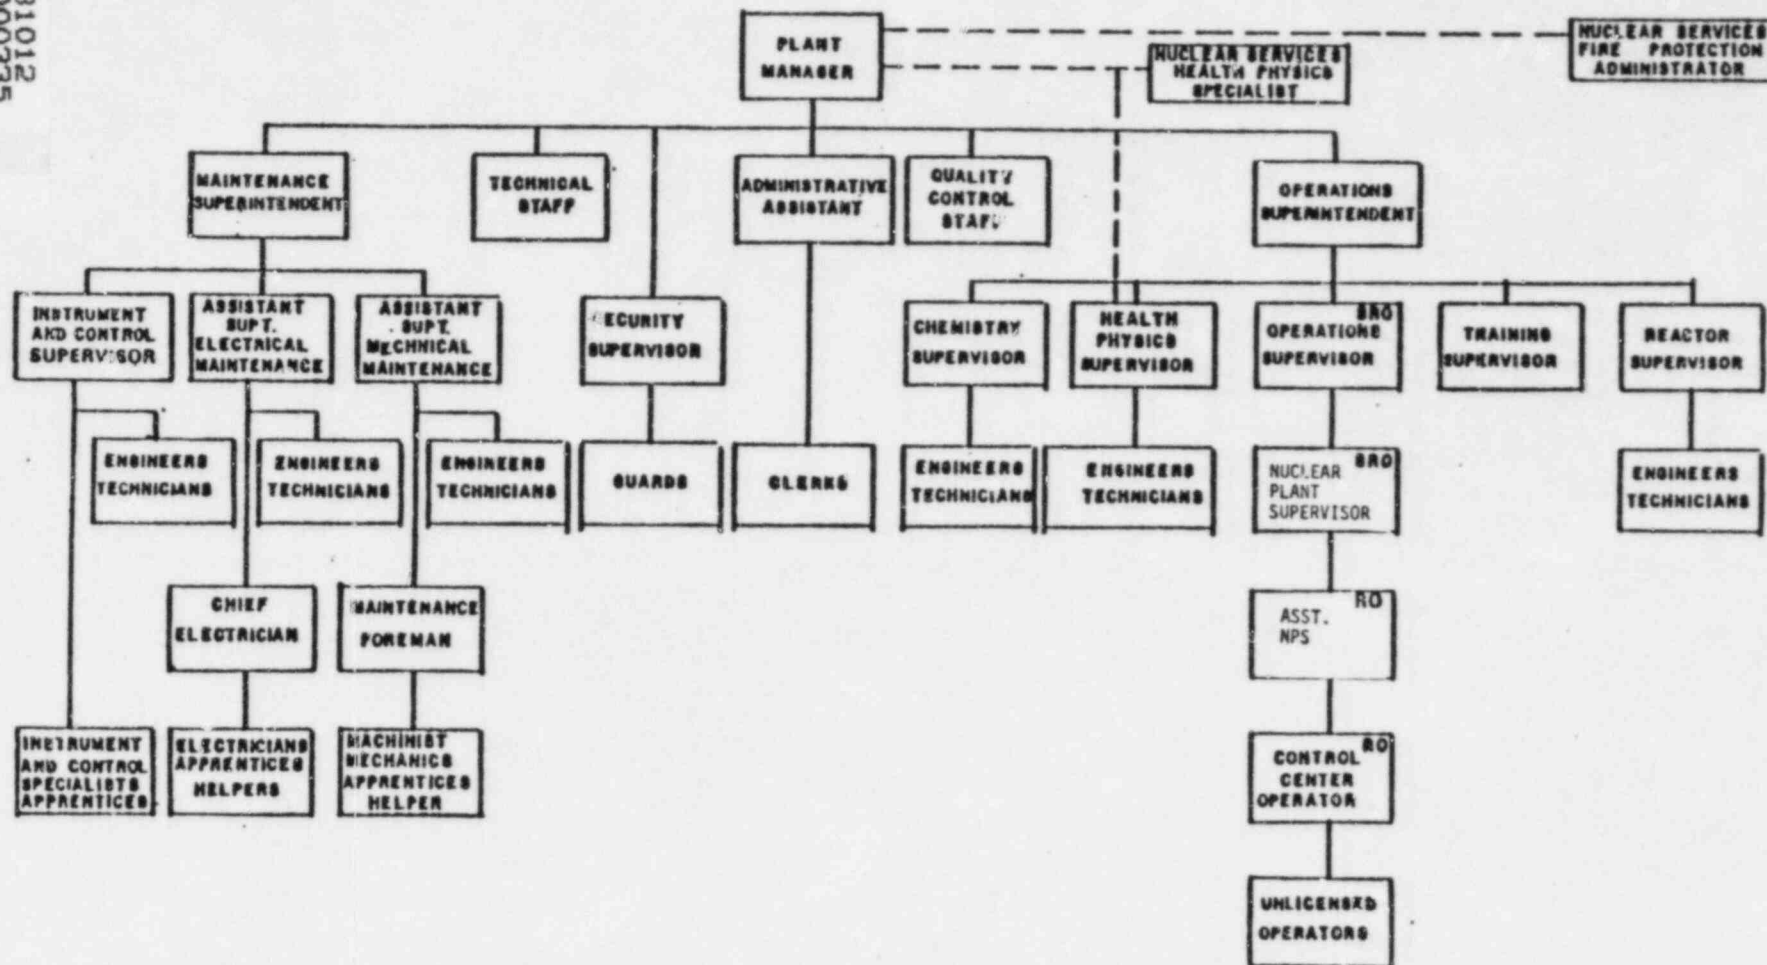 PLANT
MANAGER
NUCLEAR SERVICES
HEALTH PHYSICS
SPECIALIST
NUCLEAR SERVICES
FIRE PROTECTION
ADMINISTRATOR
MAINTENANCE
SUPERINTENDENT
TECHNICAL
STAFF
ADMINISTRATIVE
ASSISTANT
QUALITY
CONTROL
STAFF
OPERATIONS
SUPERINTENDENT
INSTRUMENT
AND CONTROL
SUPERVISOR
ASSISTANT
SUPT.
ELECTRICAL
MAINTENANCE
ASSISTANT
SUPT.
MECHNICAL
MAINTENANCE
ECURITY
SUPERVISOR
CHEMISTRY
SUPERVISOR
HEALTH
PHYSICS
SUPERVISOR
SRO
OPERATIONS
SUPERVISOR
TRAINING
SUPERVISOR
REACTOR
SUPERVISOR
ENGINEERS
TECHNICIANS
ENGINEERS
TECHNICIANS
ENGINEERS
TECHNICIANS
GUARDS
CLERKS
ENGINEERS
TECHNICIANS
ENGINEERS
TECHNICIANS
SRO
NUCLEAR
PLANT
SUPERVISOR
ENGINEERS
TECHNICIANS
CHIEF
ELECTRICIAN
MAINTENANCE
FOREMAN
RO
ASST.
NPS
INSTRUMENT
AND CONTROL
SPECIALISTS
APPRENTICES
ELECTRICIANS
APPRENTICES
HELPERS
MACHINIST
MECHANICS
APPRENTICES
HELPER
RO
CONTROL
CENTER
OPERATOR
UNLICENSED
OPERATORS